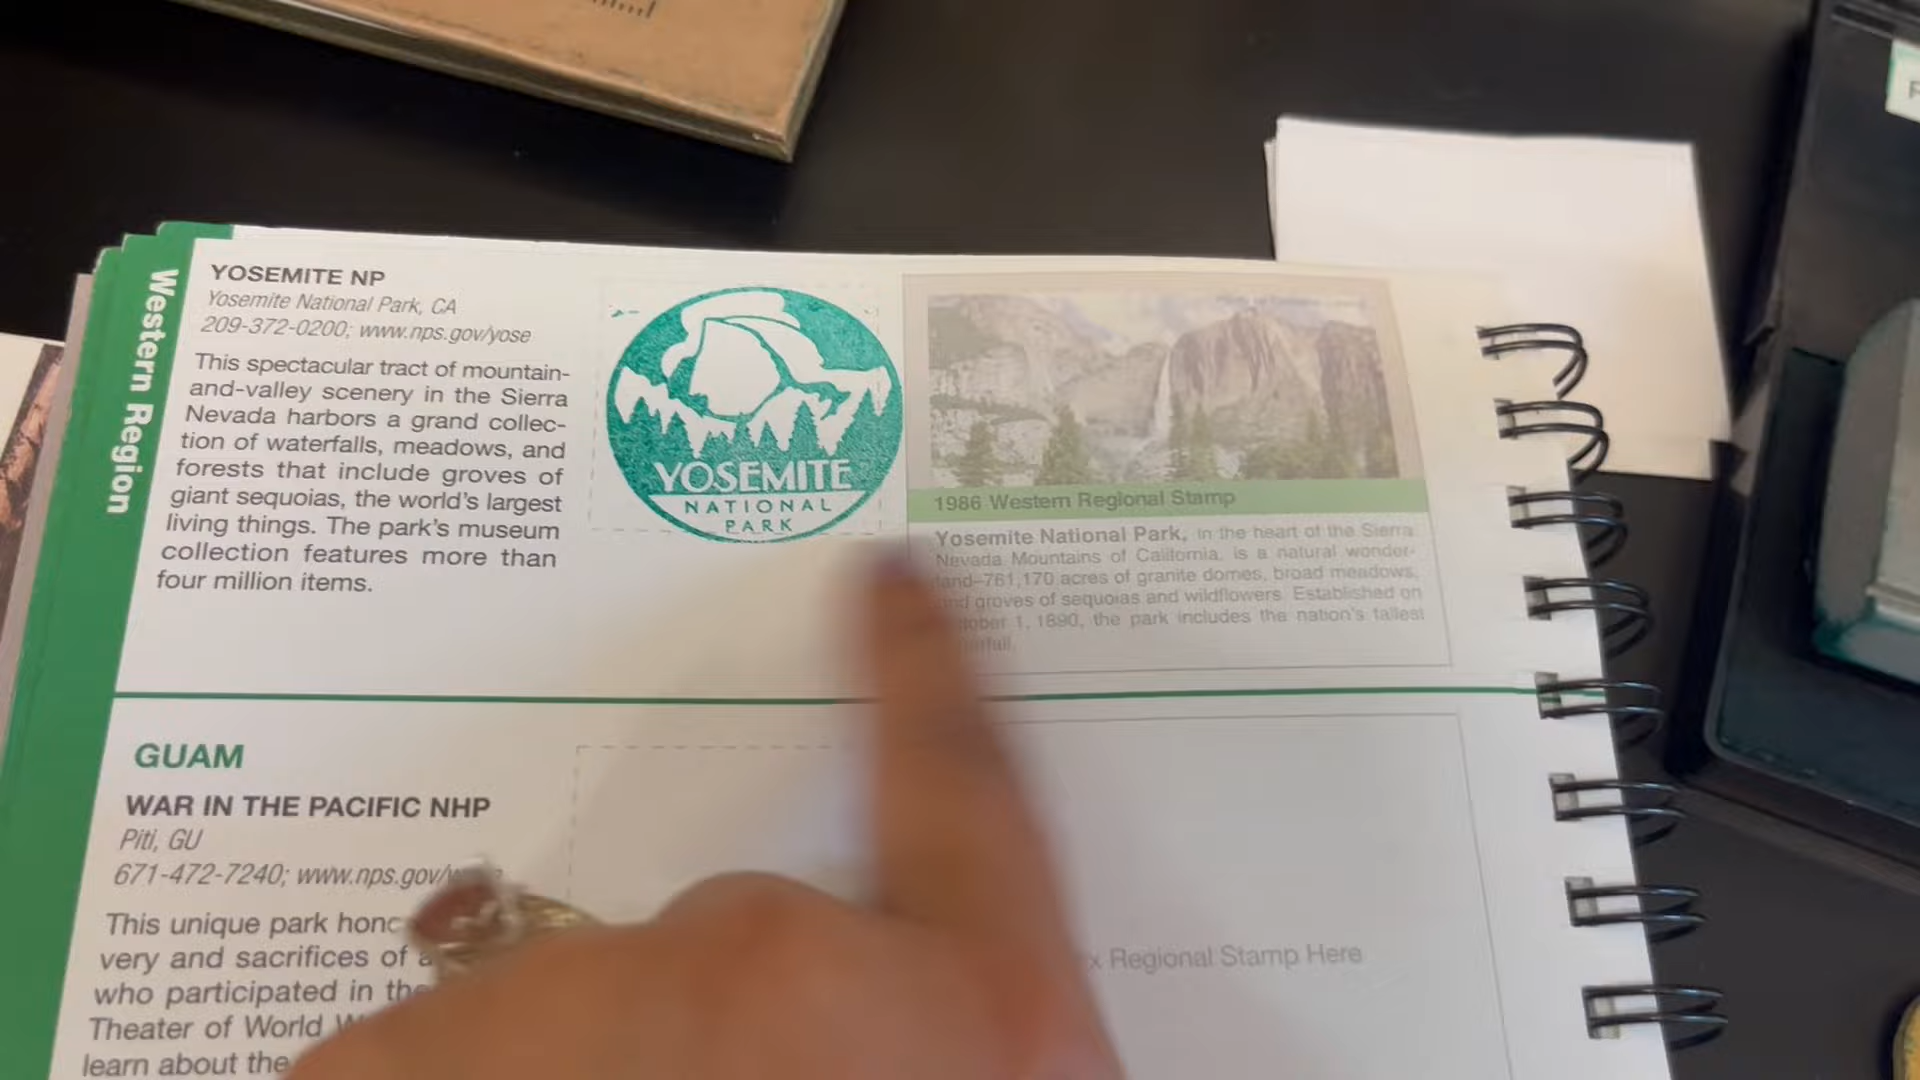 Western Region
YOSEMITE NP
Yosemite National Park, CA
209-372-0200; www.nps.gov/yose
This spectacular tract of mountain-
and-valley scenery in the Sierra
Nevada harbors a grand collec-
tion of waterfalls, meadows, and
forests that include groves of
giant sequoias, the world's largest
living things. The park's museum
collection features more than
four million items.
YOSEMITE
NATIONAL
PARK
1986 Western Regional Stamp
Yosemite National Park, in the heart of the Sierra
Nevada Mountains of California, is a natural wonder-
land–761,170 acres of granite domes, broad meadows,
and groves of sequoias and wildflowers. Established on
1, 1890, the park includes the nation's tallest
GUAM
WAR IN THE PACIFIC NHP
Piti, GU
671-472-7240; www.nps.gov/
This unique park
very and sacrifices of
who participated in the
Theater of World
learn about the
Regional Stamp Here